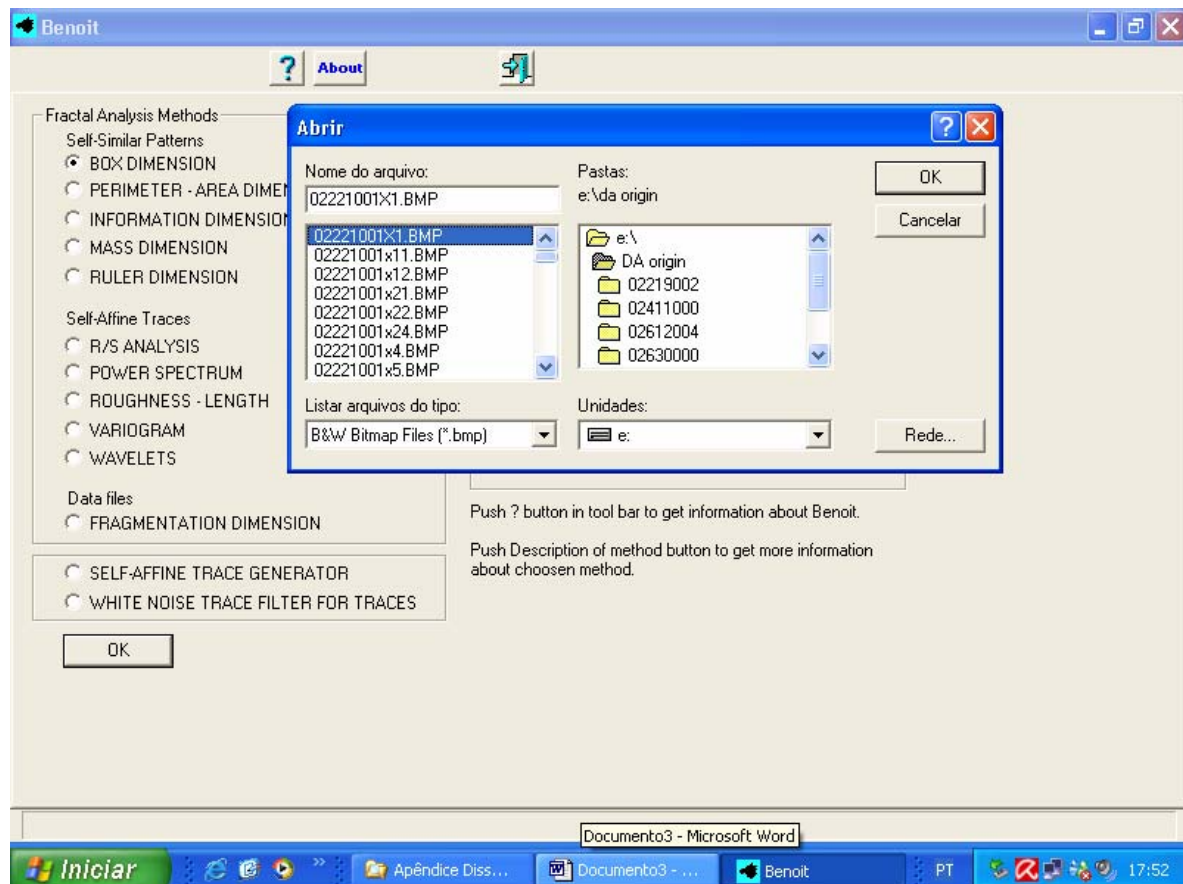 Benoit
? About
Fractal Analysis Methods
Self-Similar Patterns
BOX DIMENSION
PERIMETER - AREA DIMEN
INFORMATION DIMENSION
MASS DIMENSION
RULER DIMENSION
Self-Affine Traces
R/S ANALYSIS
POWER SPECTRUM
ROUGHNESS - LENGTH
VARIOGRAM
WAVELETS
Data files
FRAGMENTATION DIMENSION
SELF-AFFINE TRACE GENERATOR
WHITE NOISE TRACE FILTER FOR TRACES
OK
Abrir
?
Nome do arquivo:
02221001X1.BMP
02221001X1.BMP
02221001x11.BMP
02221001x12.BMP
02221001x21.BMP
02221001x22.BMP
02221001x24.BMP
02221001x4.BMP
02221001x5.BMP
Listar arquivos do tipo:
B&W Bitmap Files (*.bmp)
Pastas:
e:\da origin
e:\
DA origin
02219002
02411000
02612004
02630000
Unidades:
e:
OK
Cancelar
Rede...
Push ? button in tool bar to get information about Benoit.
Push Description of method button to get more information
about choosen method.
Documento3 - Microsoft Word
Iniciar
Apêndice Diss...
Documento3 - ...
Benoit
PT
17:52